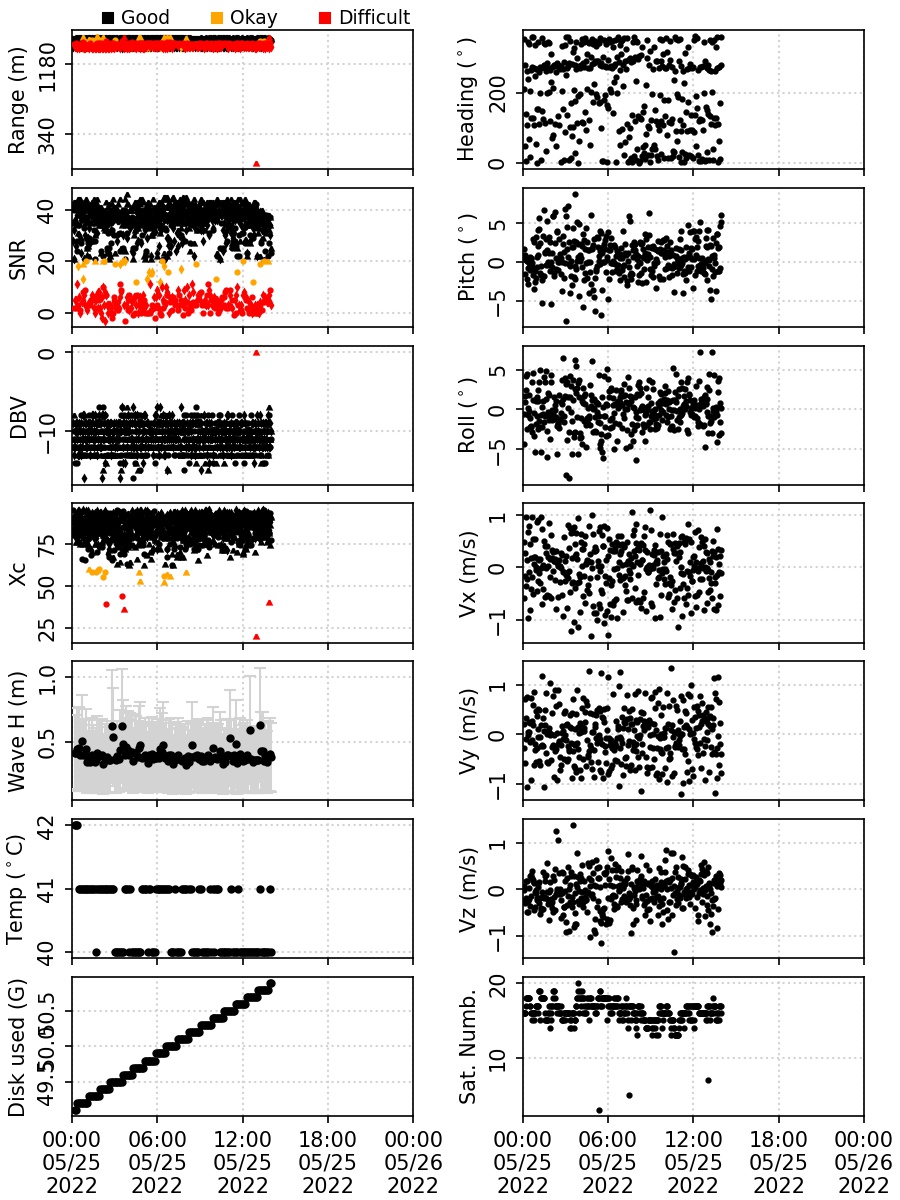 Good Okay Difficult
Range (m)
1180
340
Heading (°)
200
0
SNR
40
20
0
Pitch (°)
5
0
−5
DBV
0
−10
Roll (°)
5
0
−5
Xc
75
50
25
Vx (m/s)
1
0
−1
Wave H (m)
1.0
0.5
Vy (m/s)
1
0
−1
Temp (°C)
42
41
40
Vz (m/s)
1
0
−1
Disk used (G)
50.5
50.0
49.5
Sat. Numb.
20
10
00:00 06:00 12:00 18:00 00:00
05/25 05/25 05/25 05/25 05/26
2022 2022 2022 2022 2022
00:00 06:00 12:00 18:00 00:00
05/25 05/25 05/25 05/25 05/26
2022 2022 2022 2022 2022